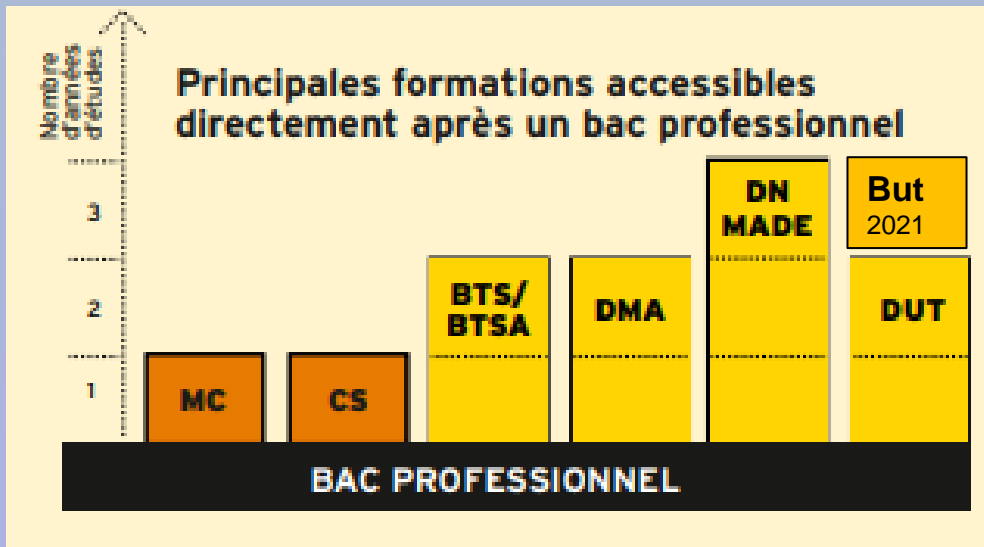 Nombre
d'années
d'études
Principales formations accessibles
directement après un bac professionnel
3
2
1
MC
CS
BTS/
BTSA
DMA
DN
MADE
But
2021
DUT
BAC PROFESSIONNEL